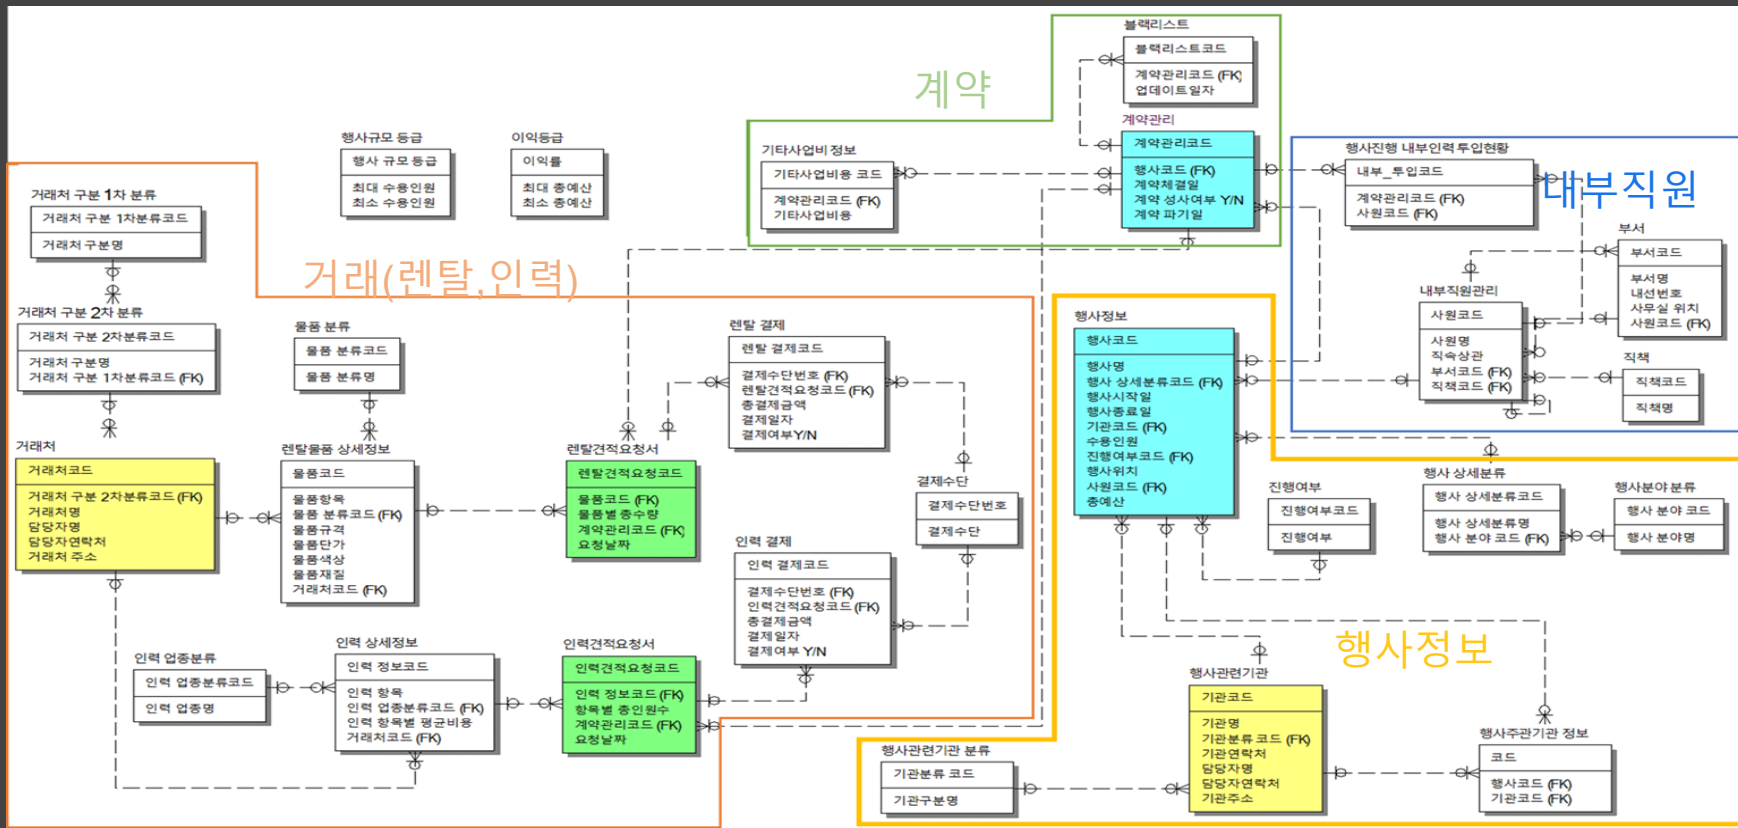 블랙리스트
블랙리스트코드
계약관리코드 (FK)
업데이트일자
계약
계약관리
계약관리코드
행사코드 (FK)
계약체결일
계약 성사여부 Y/N
계약 파기일
기타사업비 정보
기타사업비용 코드
계약관리코드 (FK)
기타사업비용
행사규모 등급
행사 규모 등급
최대 수용인원
최소 수용인원
이익등급
이익률
최대 총예산
최소 총예산
행사진행 내부인력 투입현황
내부_투입코드
계약관리코드 (FK)
사원코드 (FK)
내부직원
부서
부서코드
부서명
내선번호
사무실 위치
사원코드 (FK)
내부직원관리
사원코드
사원명
직속상관
부서코드 (FK)
직책코드 (FK)
직책
직책코드
직책명
거래처 구분 1차 분류
거래처 구분 1차분류코드
거래처 구분명
거래(렌탈,인력)
거래처 구분 2차 분류
거래처 구분 2차분류코드
거래처 구분명
거래처 구분 1차분류코드 (FK)
물품 분류
물품 분류코드
물품 분류명
렌탈 결제
렌탈 결제코드
결제수단번호 (FK)
렌탈견적요청코드 (FK)
총결제금액
결제일자
결제여부Y/N
행사정보
행사코드
행사명
행사 상세분류코드 (FK)
행사시작일
행사종료일
기관코드 (FK)
수용인원
진행여부코드 (FK)
행사위치
사원코드 (FK)
총예산
거래처
거래처코드
거래처 구분 2차분류코드 (FK)
거래처명
담당자명
담당자연락처
거래처 주소
렌탈물품 상세정보
물품코드
물품항목
물품 분류코드 (FK)
물품규격
물품단가
물품색상
물품재질
거래처코드 (FK)
렌탈견적요청서
렌탈견적요청코드
물품코드 (FK)
물품별 총수량
계약관리코드 (FK)
요청날짜
결제수단
결제수단번호
결제수단
진행여부
진행여부코드
진행여부
행사 상세분류
행사 상세분류코드
행사 상세분류명
행사 분야 코드 (FK)
행사분야 분류
행사 분야 코드
행사 분야명
인력 결제
인력 결제코드
결제수단번호 (FK)
인력견적요청코드 (FK)
총결제금액
결제일자
결제여부 Y/N
인력 업종분류
인력 업종분류코드
인력 업종명
인력 상세정보
인력 정보코드
인력 항목
인력 업종분류코드 (FK)
인력 항목별 평균비용
거래처코드 (FK)
인력견적요청서
인력견적요청코드
인력 정보코드 (FK)
항목별 총인원수
계약관리코드 (FK)
요청날짜
행사정보
행사관련기관
기관코드
기관명
기관분류 코드 (FK)
기관연락처
담당자명
담당자연락처
기관주소
행사관련기관 분류
기관분류 코드
기관구분명
행사주관기관 정보
코드
행사코드 (FK)
기관코드 (FK)